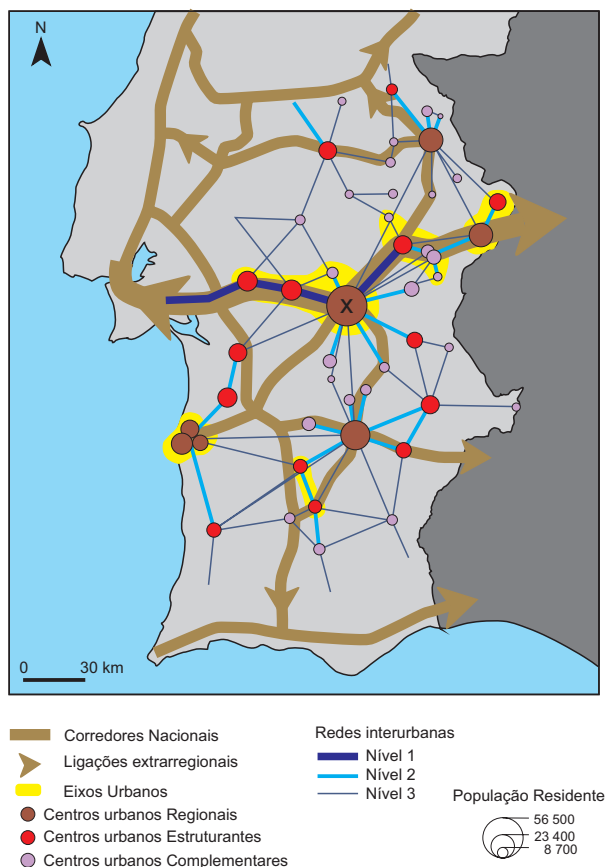 N
X
0 30 km
Corredores Nacionais
Ligações extrarregionais
Eixos Urbanos
Centros urbanos Regionais
Centros urbanos Estruturantes
Centros urbanos Complementares
Redes interurbanas
Nível 1
Nível 2
Nível 3
População Residente
56 500
23 400
8 700